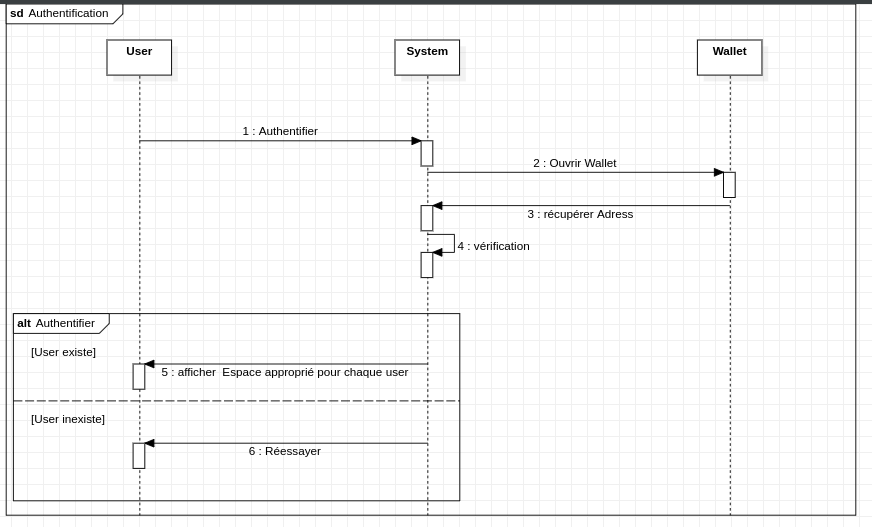 sd Authentification
User
System
Wallet
1 : Authentifier
2 : Ouvrir Wallet
3 : récupérer Adress
4 : vérification
alt Authentifier
[User existe]
5 : afficher  Espace approprié pour chaque user
[User inexiste]
6 : Réessayer